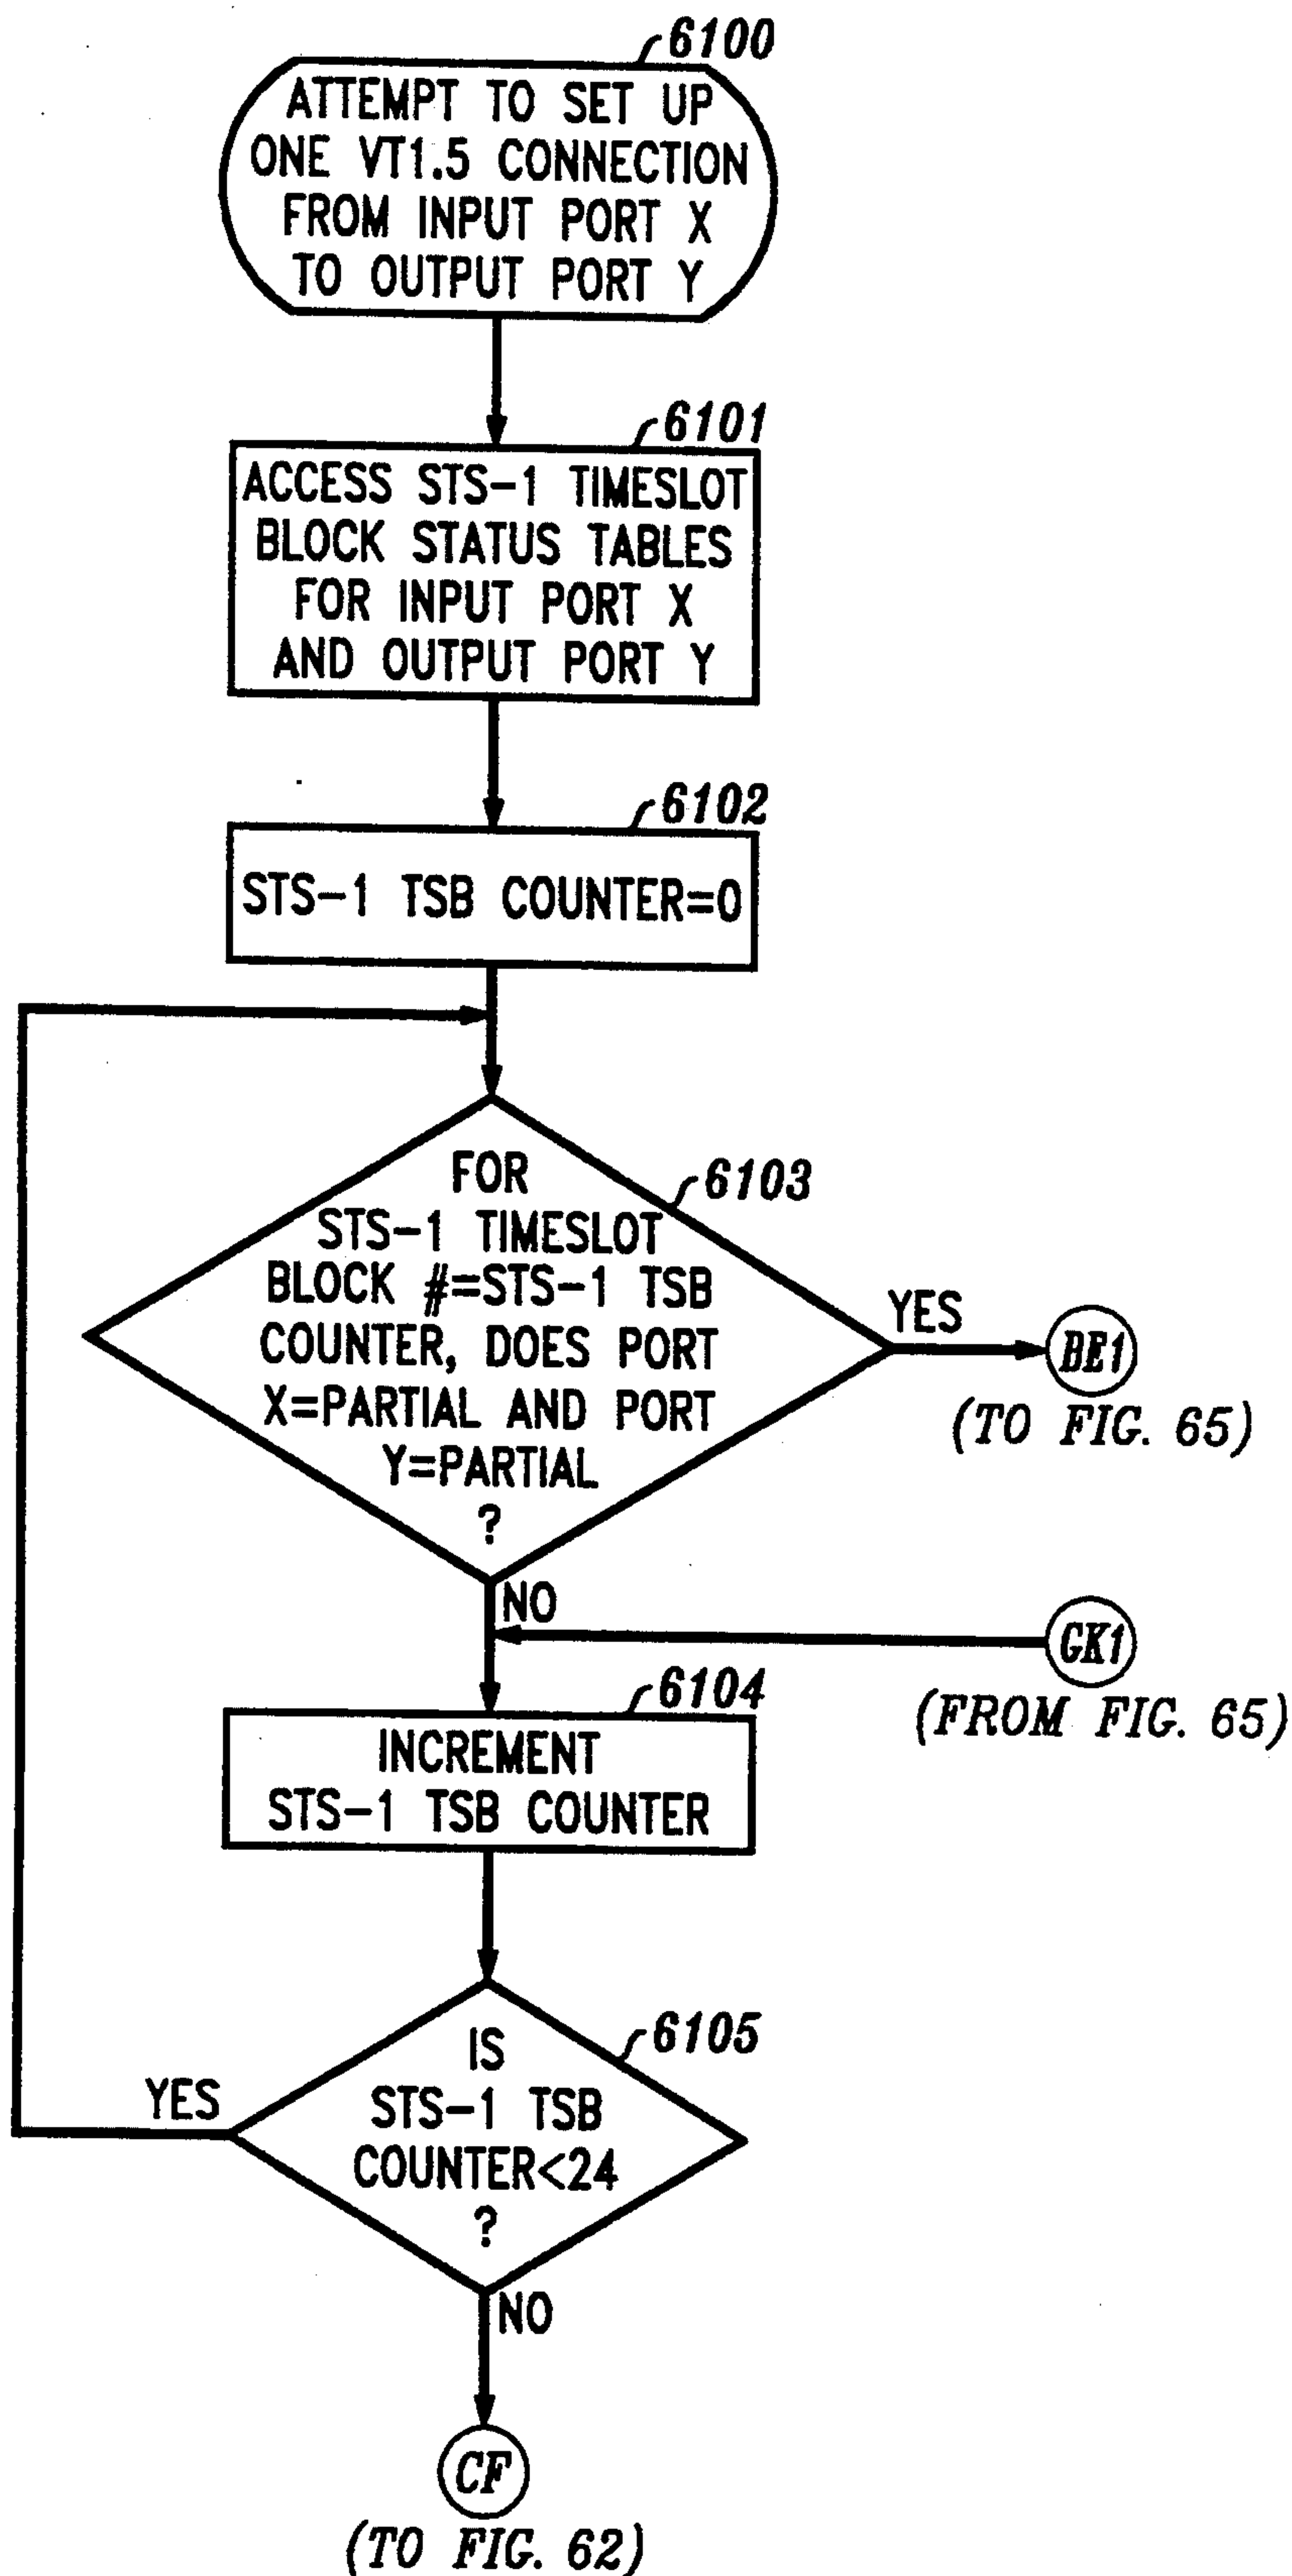 6100
ATTEMPT TO SET UP
ONE VT1.5 CONNECTION
FROM INPUT PORT X
TO OUTPUT PORT Y
6101
ACCESS STS-1 TIMESLOT
BLOCK STATUS TABLES
FOR INPUT PORT X
AND OUTPUT PORT Y
6102
STS-1 TSB COUNTER=0
6103
FOR
STS-1 TIMESLOT
BLOCK #=STS-1 TSB
COUNTER, DOES PORT
X=PARTIAL AND PORT
Y=PARTIAL
?
YES
BE1
(TO FIG. 65)
NO
GK1
(FROM FIG. 65)
6104
INCREMENT
STS-1 TSB COUNTER
6105
IS
STS-1 TSB
COUNTER<24
?
YES
NO
CF
(TO FIG. 62)